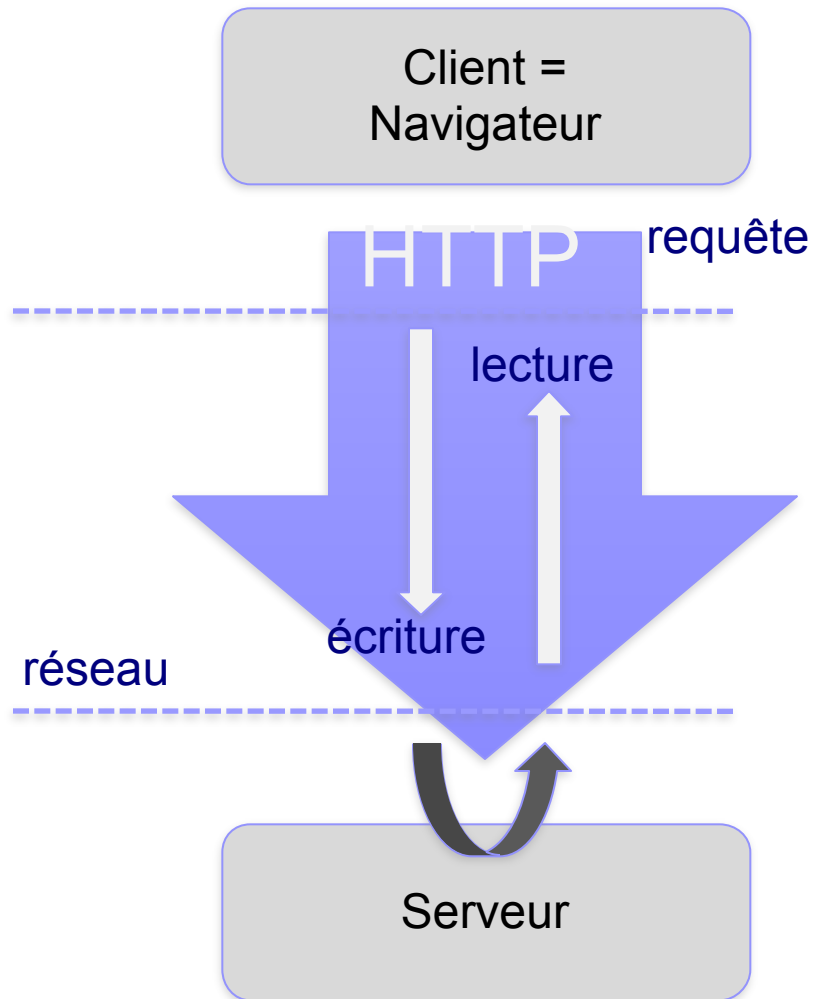 Client =
Navigateur
HTTP
requête
lecture
écriture
réseau
Serveur